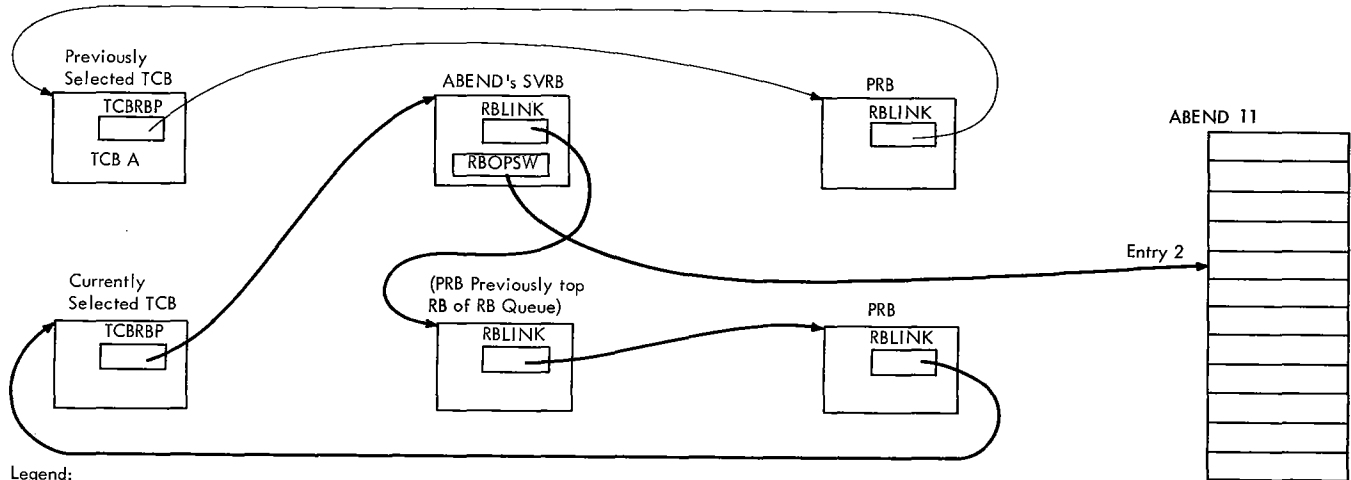 Previously
Selected TCB
TCBRBP
TCB A
ABEND's SVRB
RBLINK
RBOPSW
PRB
RBLINK
ABEND 11
Entry 2
Currently
Selected TCB
TCBRBP
(PRB Previously top
RB of RB Queue)
RBLINK
PRB
RBLINK
Legend: